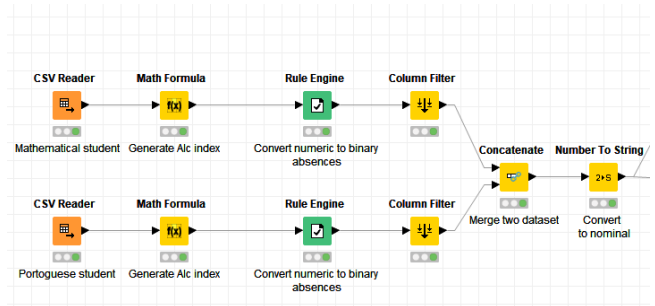 CSV Reader
Math Formula
Rule Engine
Column Filter
f(x)
Mathematical student
Generate Alc index
Convert numeric to binary
absences
Concatenate
Number To String
2▸S
Merge two dataset
Convert
to nominal
CSV Reader
Math Formula
Rule Engine
Column Filter
f(x)
Portoguese student
Generate Alc index
Convert numeric to binary
absences